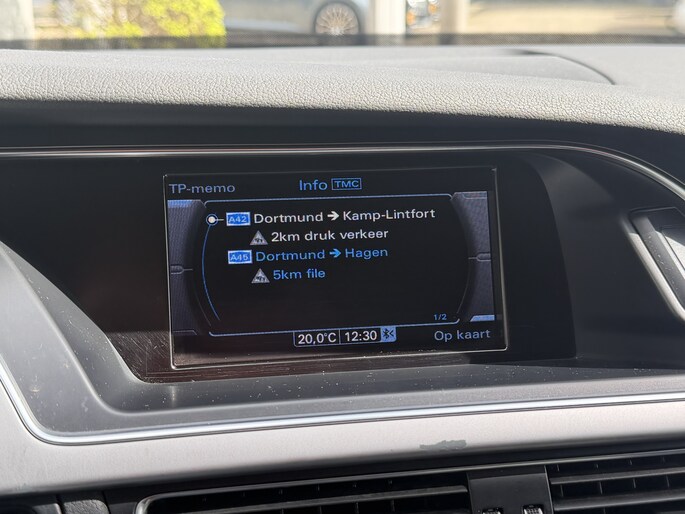 TP-memo Info TMC
A42 Dortmund → Kamp-Lintfort
2km druk verkeer
A45 Dortmund → Hagen
5km file
1/2
20,0°C 12:30 Op kaart